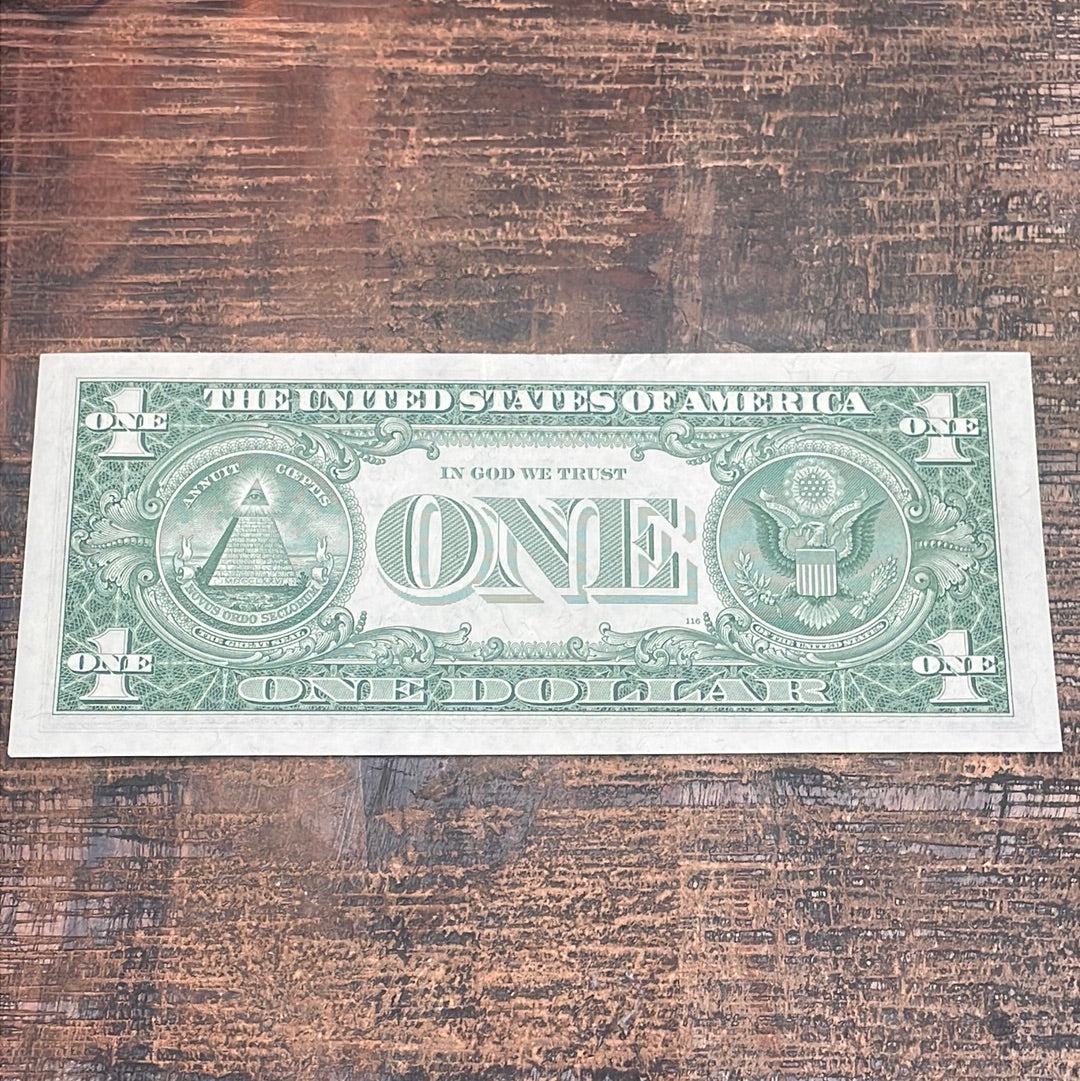 THE UNITED STATES OF AMERICA
1
ONE
1
ONE
IN GOD WE TRUST
ANNUIT CŒPTIS
ONE
MDCCLXXVI
NOVUS ORDO SECLORUM
THE GREAT SEAL
OF THE UNITED STATES
116
1
ONE
1
ONE
ONE DOLLAR